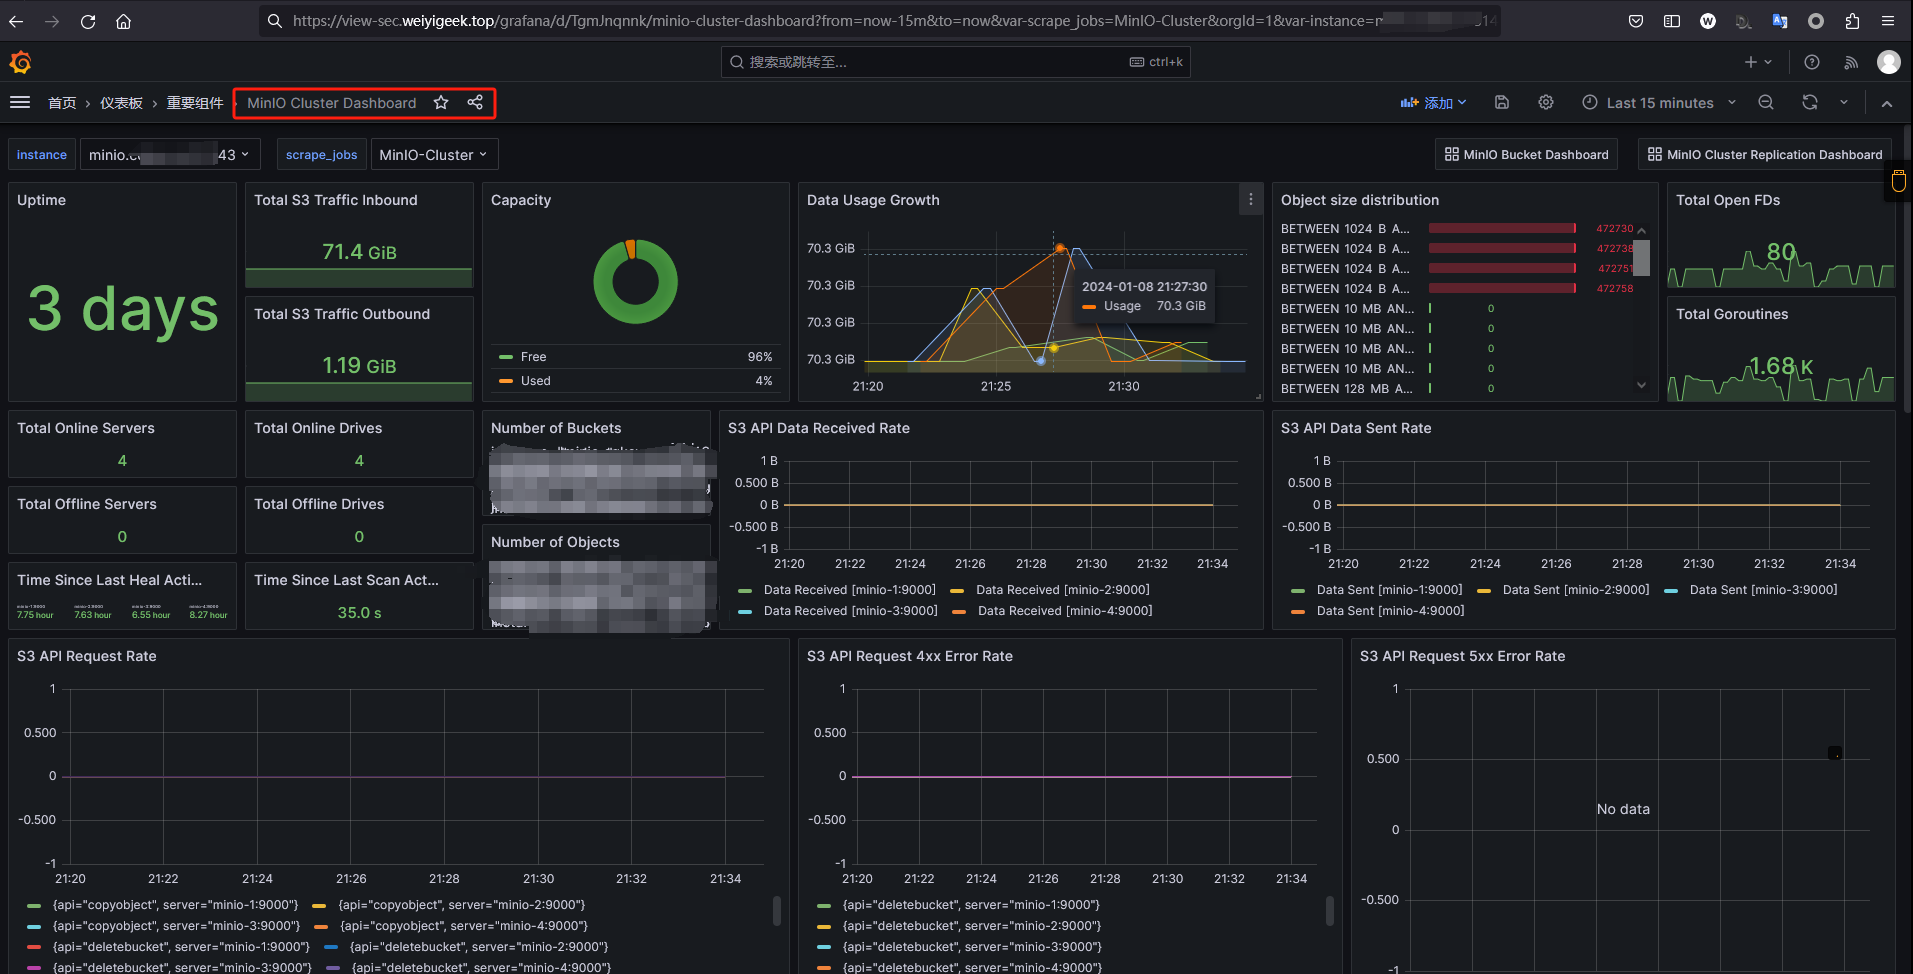 https://view-sec.weiyigeek.top/grafana/d/TgmJnqnnk/minio-cluster-dashboard?from=now-15m&to=now&var-scrape_jobs=MinIO-Cluster&orgId=1&var-instance=
搜索或跳转至... ctrl+k
首页 › 仪表板 › 重要组件 › MinIO Cluster Dashboard
添加 Last 15 minutes
instance minio. 43 scrape_jobs MinIO-Cluster
MinIO Bucket Dashboard MinIO Cluster Replication Dashboard
Uptime
3 days
Total S3 Traffic Inbound
71.4 GiB
Total S3 Traffic Outbound
1.19 GiB
Capacity
Free 96%
Used 4%
Data Usage Growth
70.3 GiB
70.3 GiB
70.3 GiB
70.3 GiB
21:20 21:25 21:30
2024-01-08 21:27:30
Usage 70.3 GiB
Object size distribution
BETWEEN 1024 B A... 472730
BETWEEN 1024 B A... 472738
BETWEEN 1024 B A... 472751
BETWEEN 1024 B A... 472758
BETWEEN 10 MB AN... 0
BETWEEN 10 MB AN... 0
BETWEEN 10 MB AN... 0
BETWEEN 10 MB AN... 0
BETWEEN 128 MB A... 0
Total Open FDs
80
Total Goroutines
1.68 K
Total Online Servers
4
Total Online Drives
4
Total Offline Servers
0
Total Offline Drives
0
Time Since Last Heal Acti...
minio-1:9000 minio-2:9000 minio-3:9000 minio-4:9000
7.75 hour 7.63 hour 6.55 hour 8.27 hour
Time Since Last Scan Act...
35.0 s
Number of Buckets
Number of Objects
S3 API Data Received Rate
1 B
0.500 B
0 B
-0.500 B
-1 B
21:20 21:22 21:24 21:26 21:28 21:30 21:32 21:34
Data Received [minio-1:9000] Data Received [minio-2:9000]
Data Received [minio-3:9000] Data Received [minio-4:9000]
S3 API Data Sent Rate
1 B
0.500 B
0 B
-0.500 B
-1 B
21:20 21:22 21:24 21:26 21:28 21:30 21:32 21:34
Data Sent [minio-1:9000] Data Sent [minio-2:9000] Data Sent [minio-3:9000]
Data Sent [minio-4:9000]
S3 API Request Rate
1
0.500
0
-0.500
-1
21:20 21:22 21:24 21:26 21:28 21:30 21:32 21:34
{api="copyobject", server="minio-1:9000"} {api="copyobject", server="minio-2:9000"}
{api="copyobject", server="minio-3:9000"} {api="copyobject", server="minio-4:9000"}
{api="deletebucket", server="minio-1:9000"} {api="deletebucket", server="minio-2:9000"}
{api="deletebucket", server="minio-3:9000"} {api="deletebucket", server="minio-4:9000"}
S3 API Request 4xx Error Rate
1
0.500
0
-0.500
-1
21:20 21:22 21:24 21:26 21:28 21:30 21:32 21:34
{api="deletebucket", server="minio-1:9000"}
{api="deletebucket", server="minio-2:9000"}
{api="deletebucket", server="minio-3:9000"}
{api="deletebucket", server="minio-4:9000"}
S3 API Request 5xx Error Rate
1
0.500
0
-0.500
-1
No data